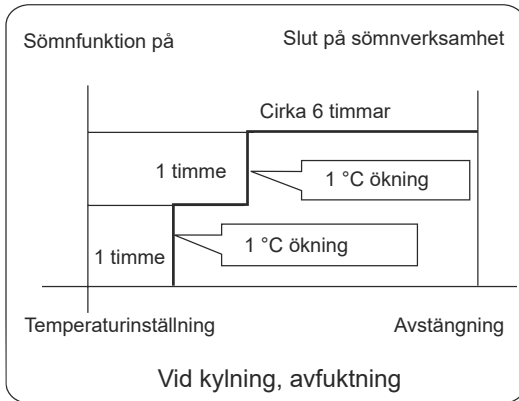 Sömnfunktion på
Slut på sömnverksamhet
Cirka 6 timmar
1 timme
1 °C ökning
1 timme
1 °C ökning
Temperaturinställning
Avstängning
Vid kylning, avfuktning